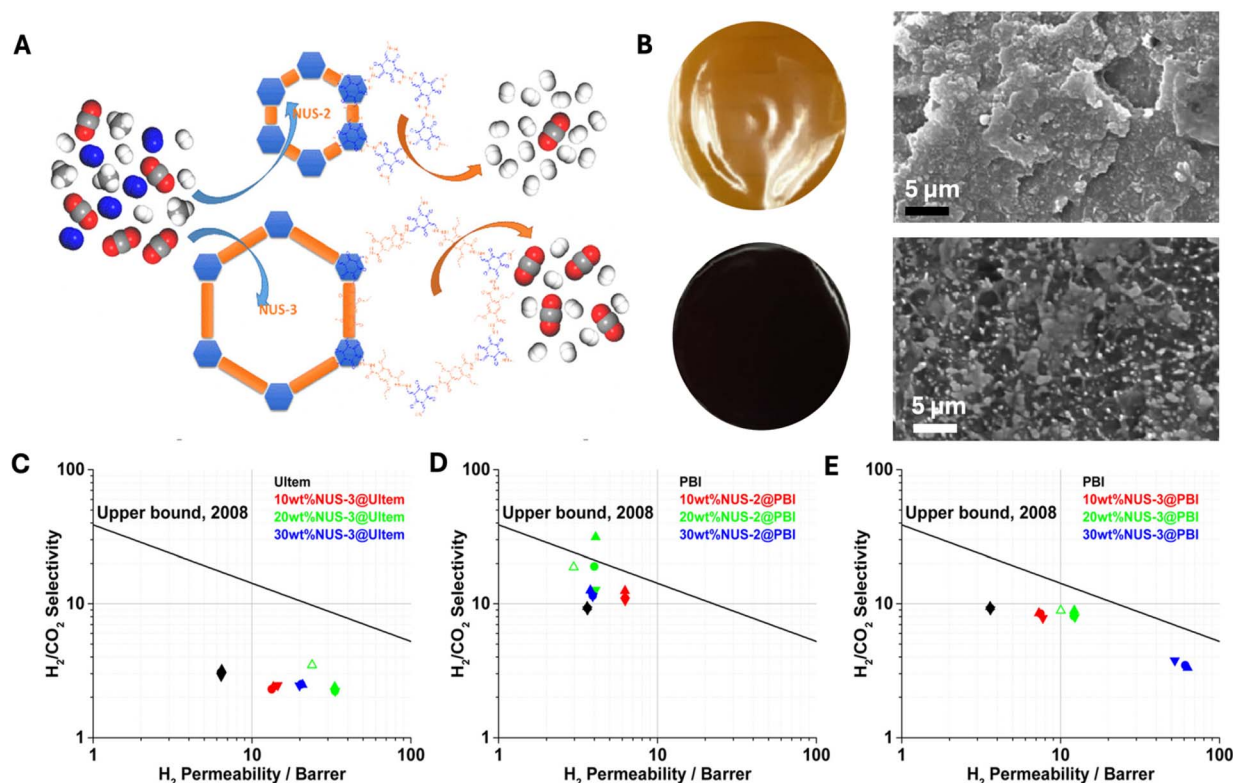 A
NUS-2
NUS-3
B
5 µm
5 µm
C
100
10
1
H₂/CO₂ Selectivity
Upper bound, 2008
Ultem
10wt%NUS-3@Ultem
20wt%NUS-3@Ultem
30wt%NUS-3@Ultem
1
10
100
H₂ Permeability / Barrer
D
100
10
1
H₂/CO₂ Selectivity
Upper bound, 2008
PBI
10wt%NUS-2@PBI
20wt%NUS-2@PBI
30wt%NUS-2@PBI
1
10
100
H₂ Permeability / Barrer
E
100
10
1
H₂/CO₂ Selectivity
Upper bound, 2008
PBI
10wt%NUS-3@PBI
20wt%NUS-3@PBI
30wt%NUS-3@PBI
1
10
100
H₂ Permeability / Barrer